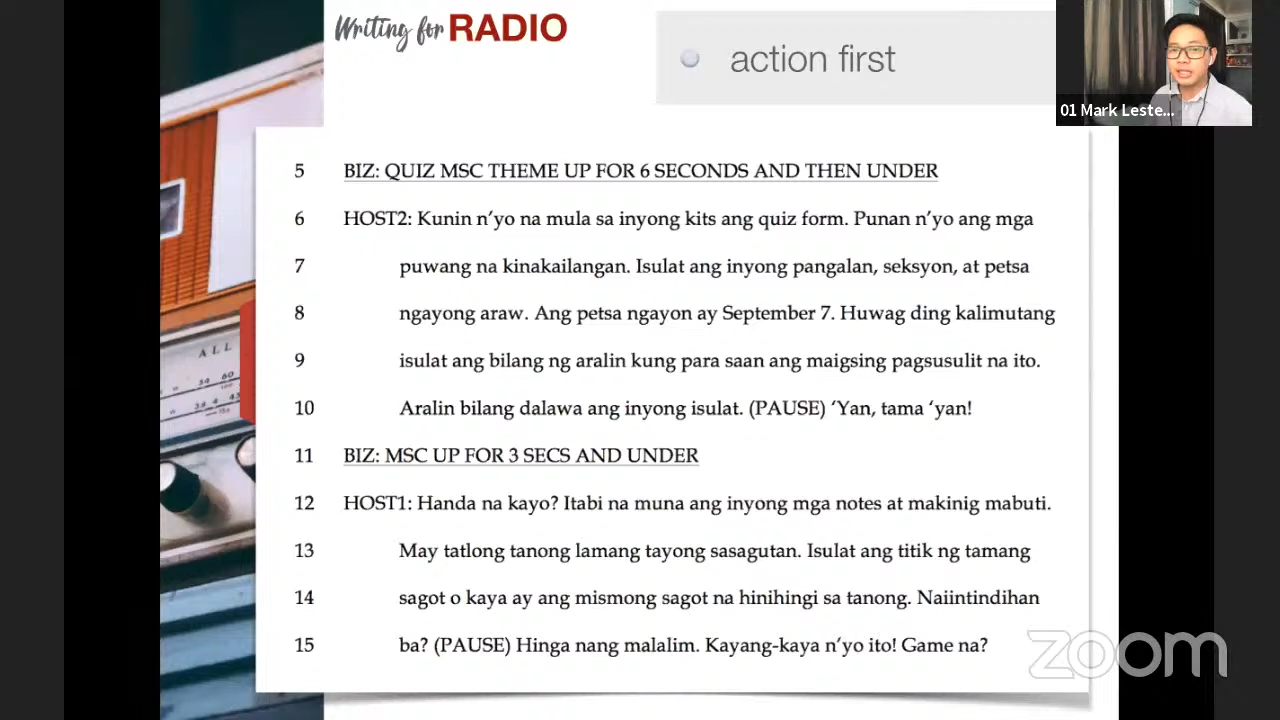 Writing for RADIO
action first
01 Mark Leste...
5 BIZ: QUIZ MSC THEME UP FOR 6 SECONDS AND THEN UNDER
6 HOST2: Kunin n’yo na mula sa inyong kits ang quiz form. Punan n’yo ang mga
7 puwang na kinakailangan. Isulat ang inyong pangalan, seksyon, at petsa
8 ngayong araw. Ang petsa ngayon ay September 7. Huwag ding kalimutang
9 isulat ang bilang ng aralin kung para saan ang maigsing pagsusulit na ito.
10 Aralin bilang dalawa ang inyong isulat. (PAUSE) ‘Yan, tama ‘yan!
11 BIZ: MSC UP FOR 3 SECS AND UNDER
12 HOST1: Handa na kayo? Itabi na muna ang inyong mga notes at makinig mabuti.
13 May tatlong tanong lamang tayong sasagutan. Isulat ang titik ng tamang
14 sagot o kaya ay ang mismong sagot na hinihingi sa tanong. Naiintindihan
15 ba? (PAUSE) Hinga nang malalim. Kayang-kaya n’yo ito! Game na?
zoom
ALL